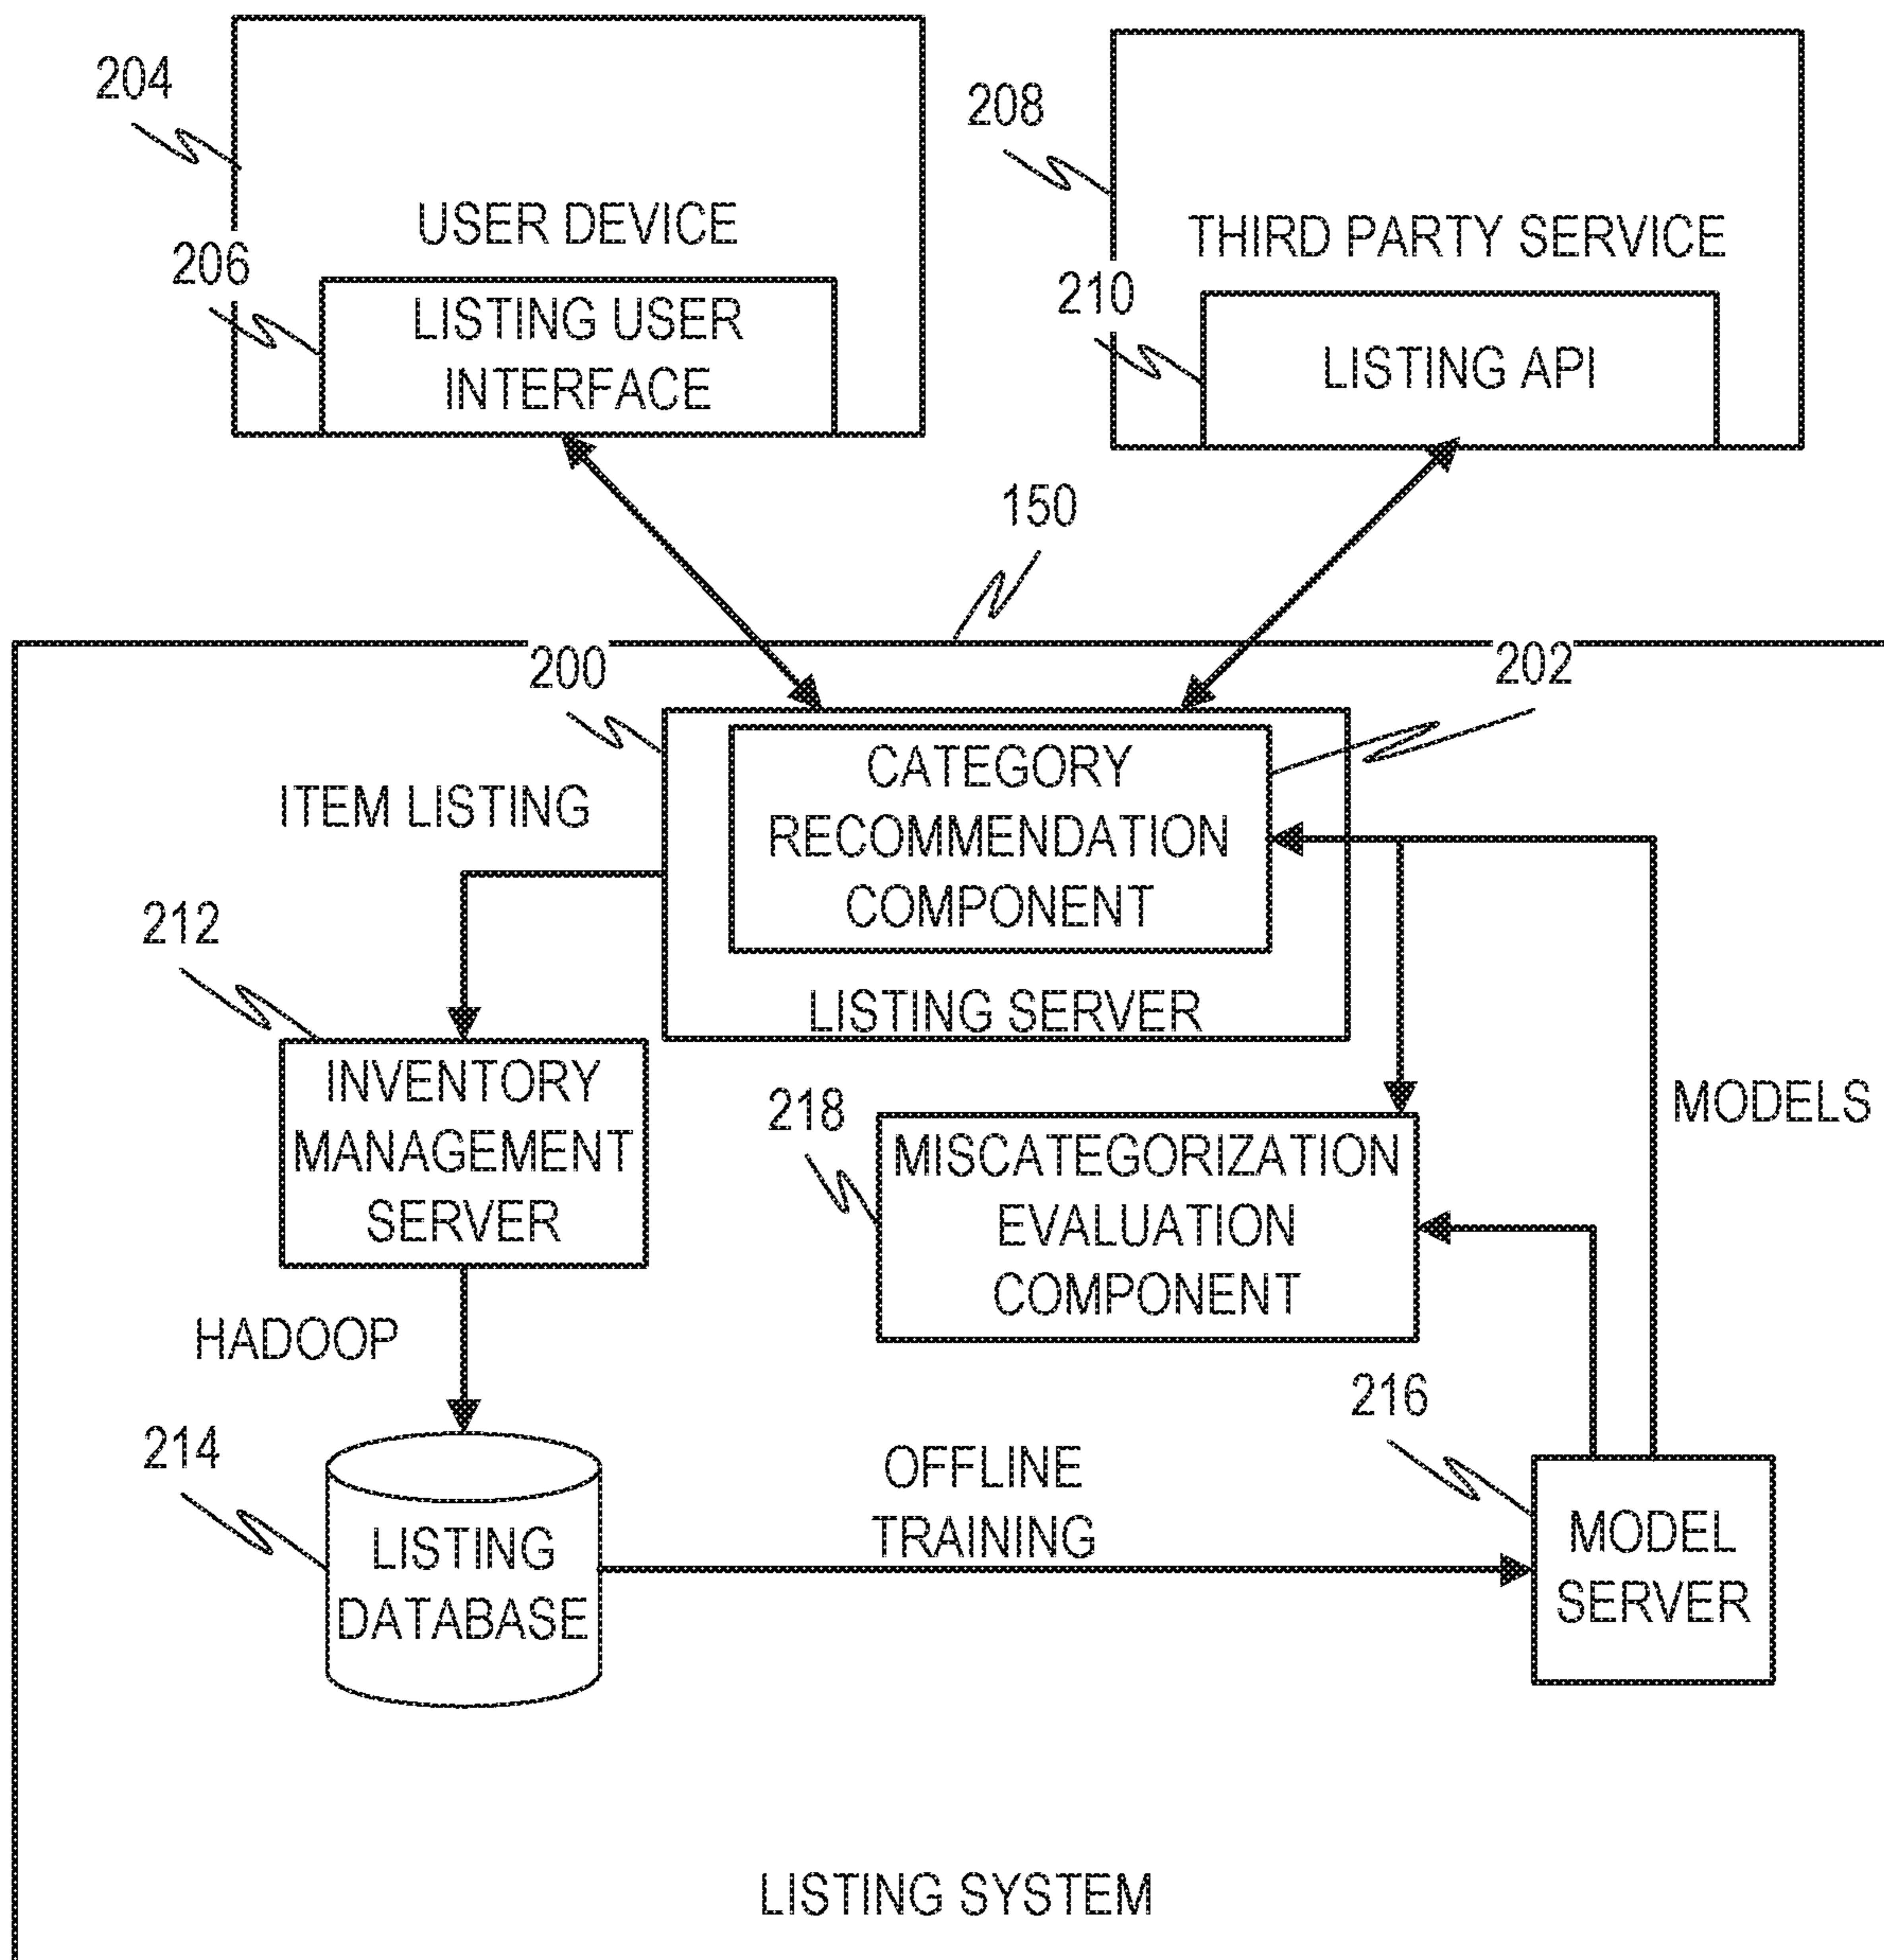 204
USER DEVICE
206
LISTING USER
INTERFACE
208
THIRD PARTY SERVICE
210
LISTING API
150
200
202
CATEGORY
RECOMMENDATION
COMPONENT
LISTING SERVER
ITEM LISTING
212
INVENTORY
MANAGEMENT
SERVER
218
MISCATEGORIZATION
EVALUATION
COMPONENT
MODELS
HADOOP
214
LISTING
DATABASE
OFFLINE
TRAINING
216
MODEL
SERVER
LISTING SYSTEM